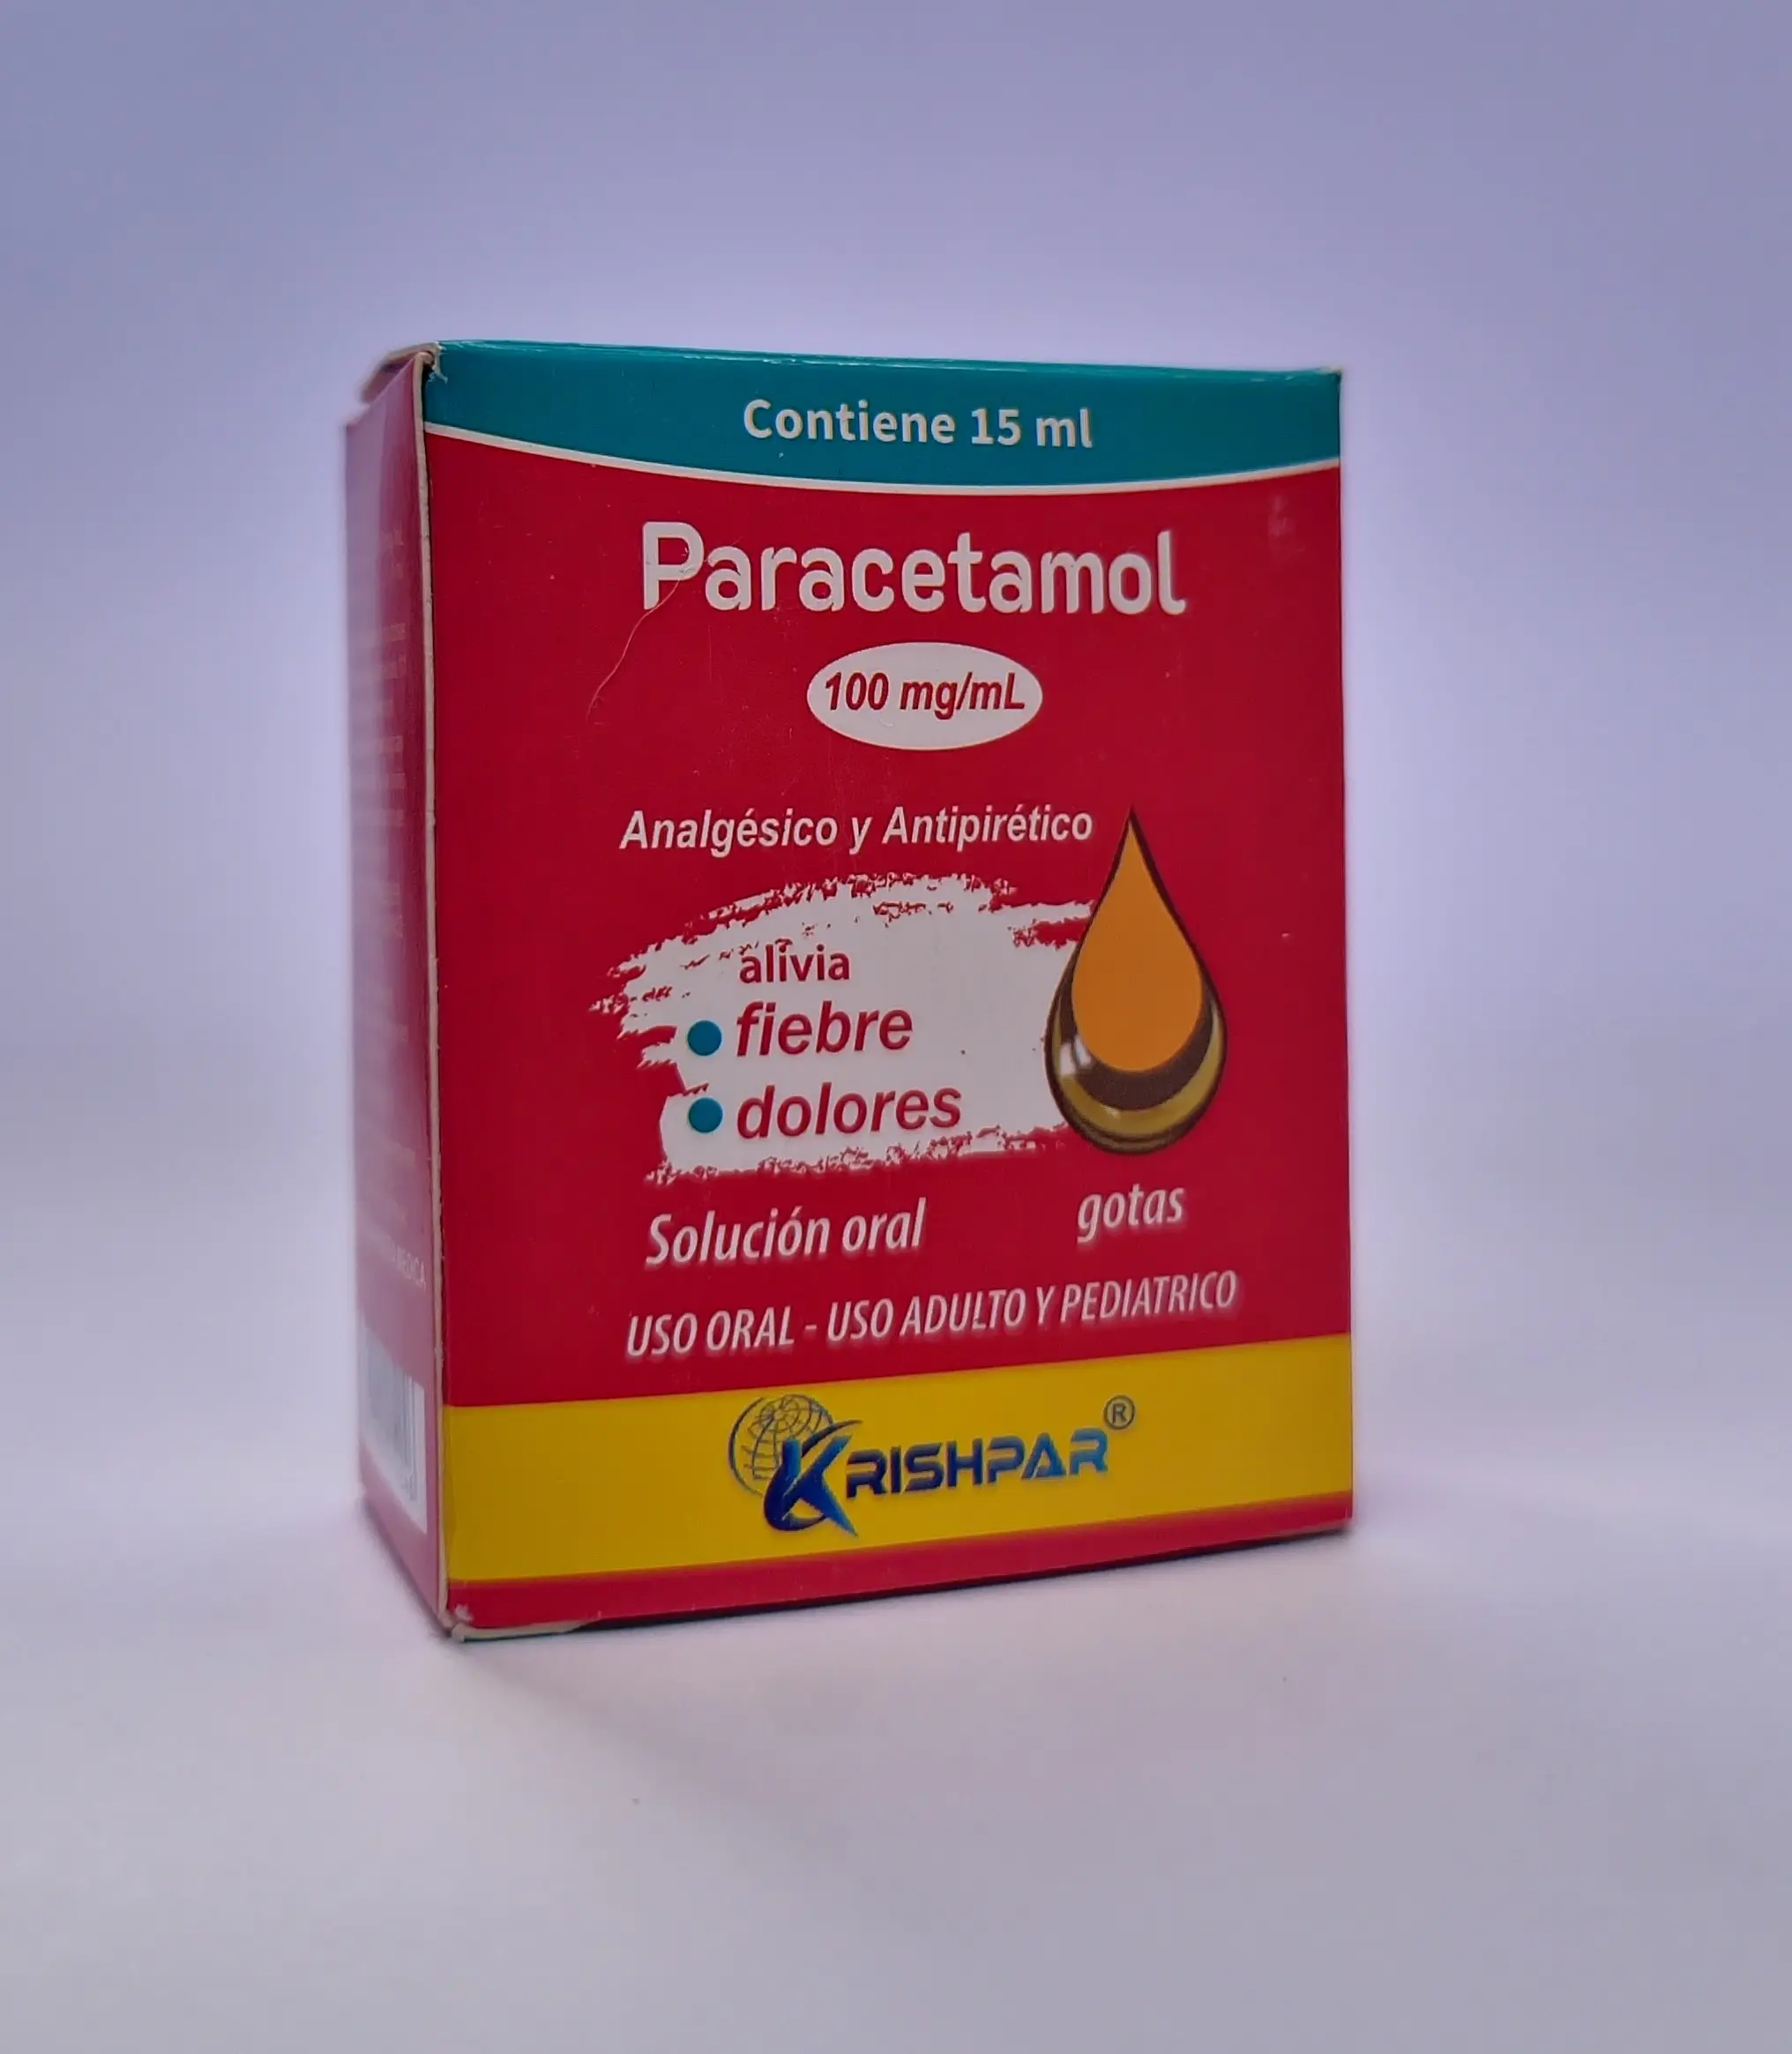 Contiene 15 ml
Paracetamol
100 mg/mL
Analgésico y Antipirético
alivia
fiebre
dolores
Solución oral gotas
USO ORAL - USO ADULTO Y PEDIATRICO
KRISHPAR®
MEDICA